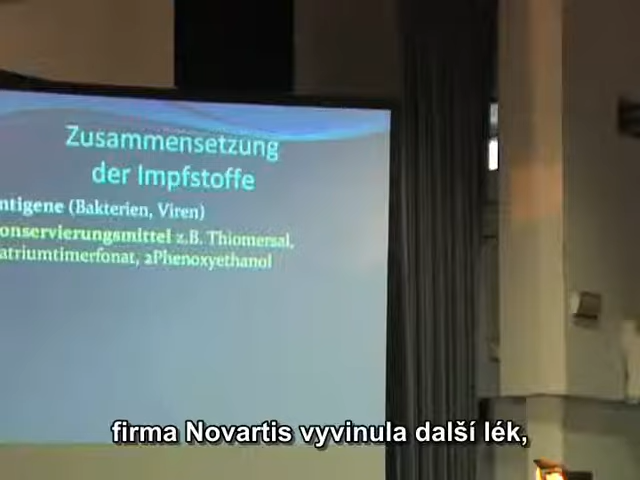 Zusammensetzung
der Impfstoffe
ntigene (Bakterien, Viren)
onservierungsmittel z.B. Thiomersal,
atriumtimerfonat, 2Phenoxyethanol
firma Novartis vyvinula další lék,